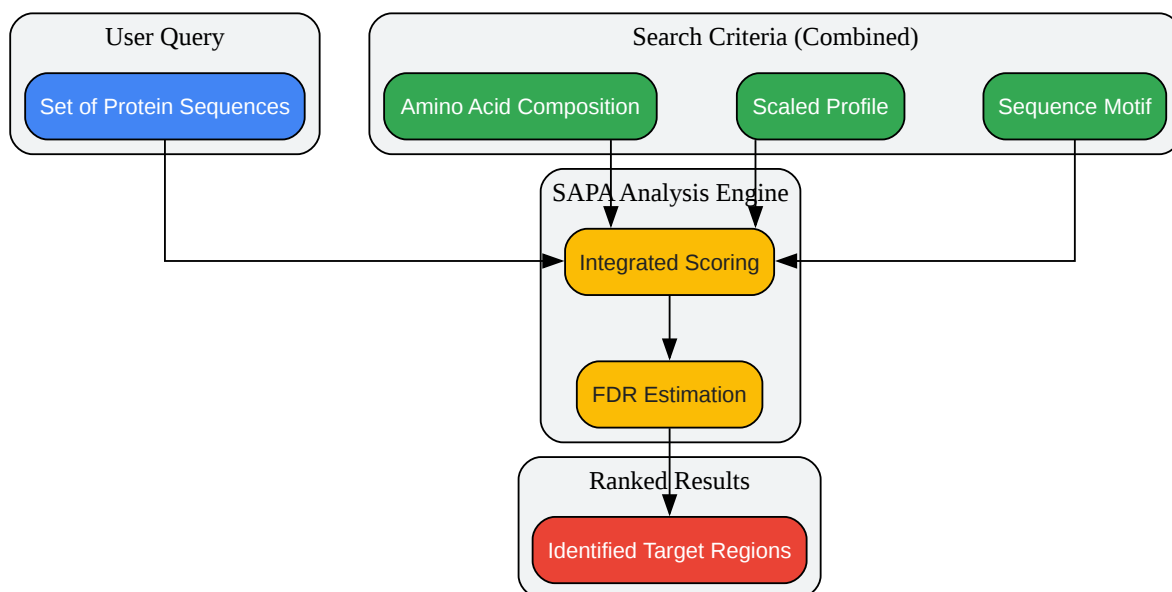 User Query
Search Criteria (Combined)
Set of Protein Sequences
Amino Acid Composition
Scaled Profile
Sequence Motif
SAPA Analysis Engine
Integrated Scoring
FDR Estimation
Ranked Results
Identified Target Regions